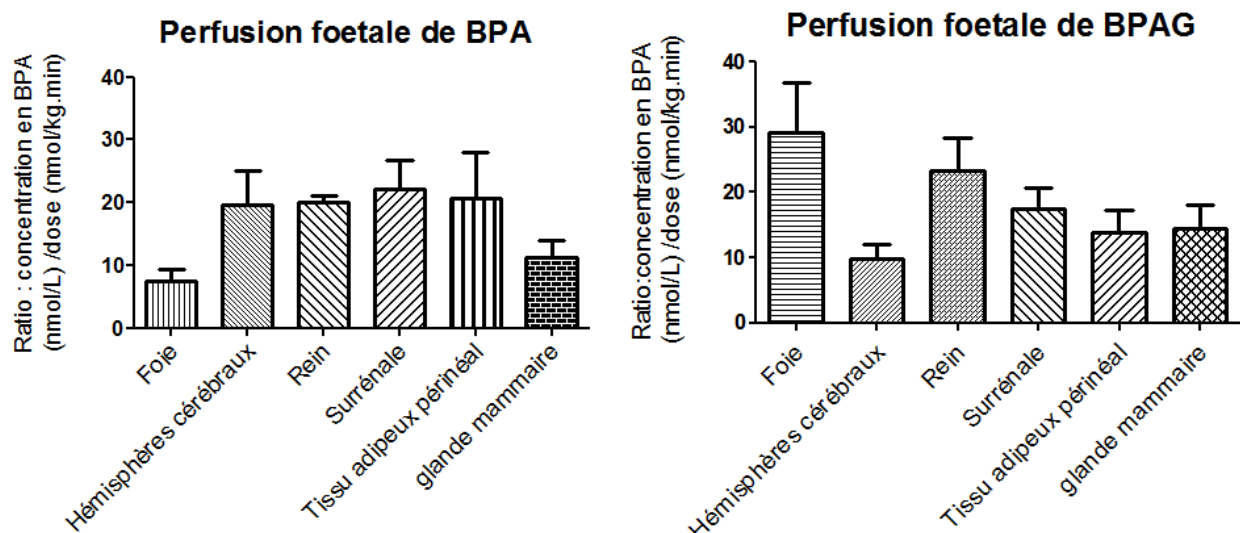 Perfusion foetale de BPA
Ratio : concentration en BPA
(nmol/L) /dose (nmol/kg.min)
40
30
20
10
0
Foie
Hémisphères cérébraux
Rein
Surrénale
Tissu adipeux périnéal
glande mammaire
Perfusion foetale de BPAG
Ratio:concentration en BPA
(nmol/L) /dose (nmol/kg.min)
40
30
20
10
0
Foie
Hémisphères cérébraux
Rein
Surrénale
Tissu adipeux périnéal
glande mammaire